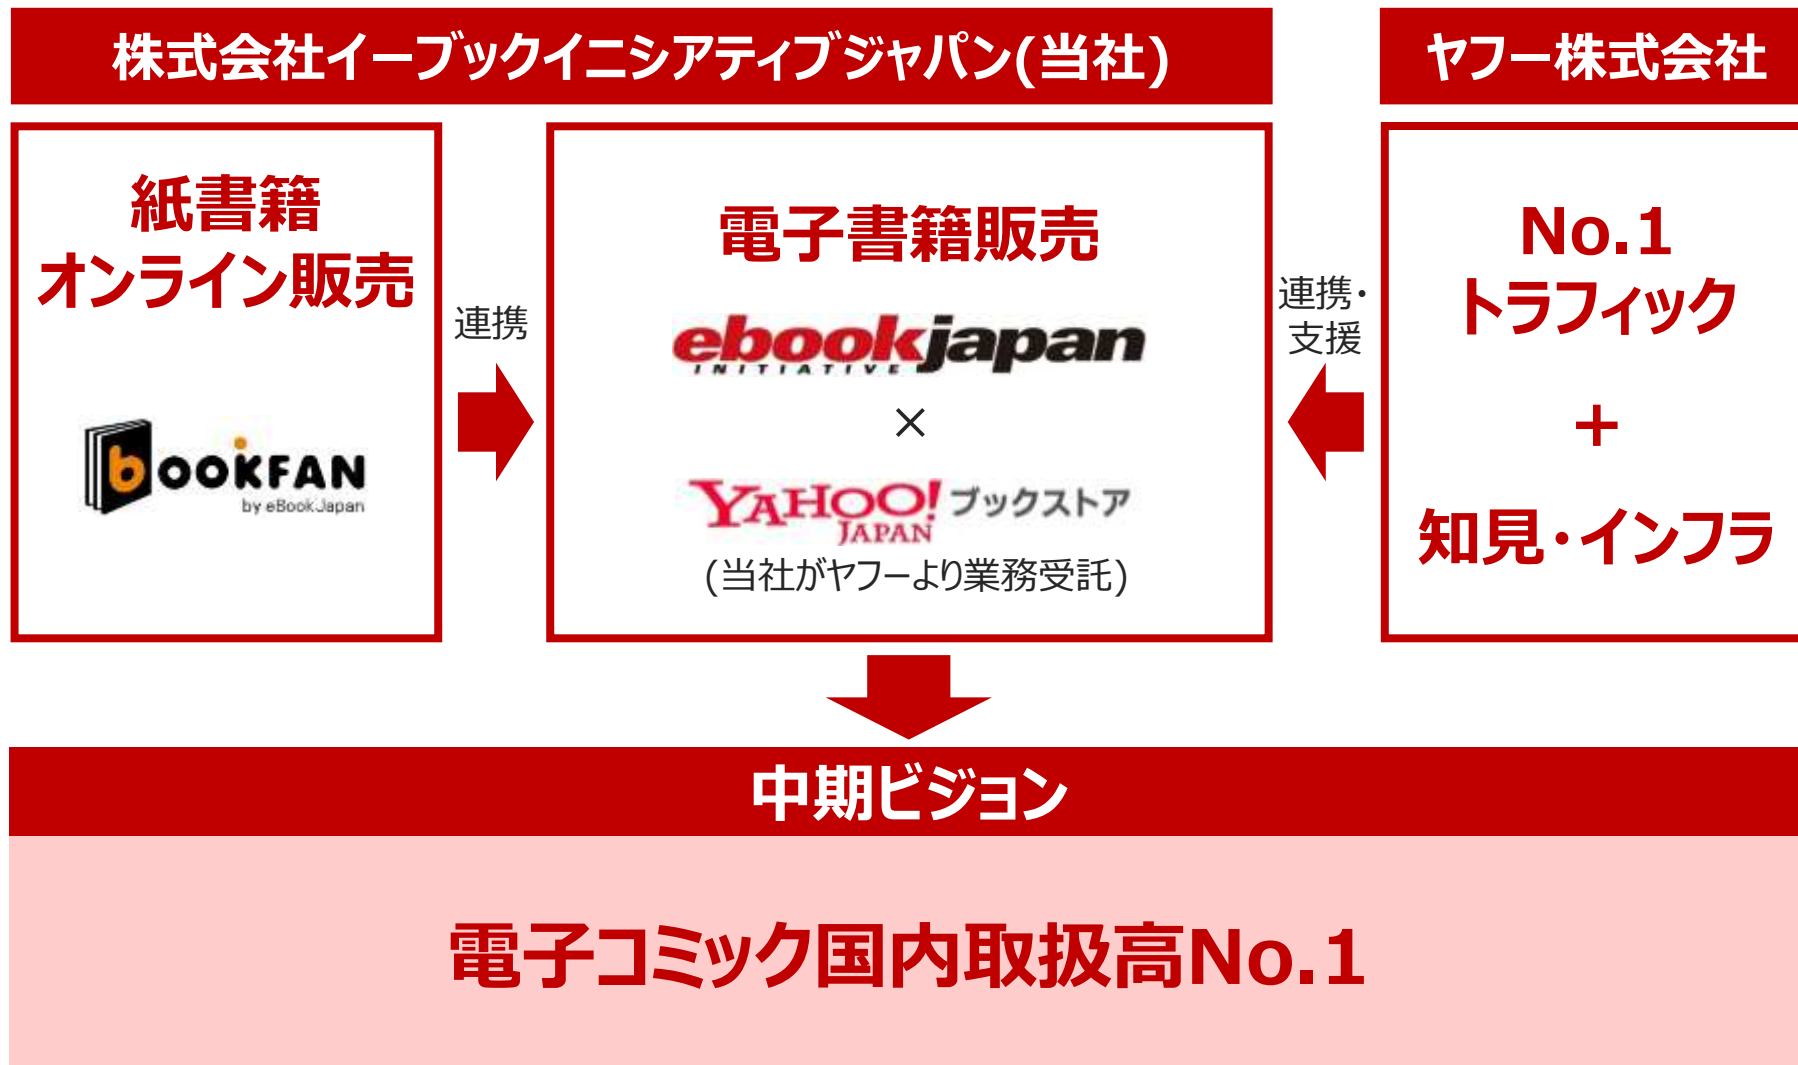 株式会社イーブックイニシアティブジャパン(当社)
ヤフー株式会社
紙書籍
オンライン販売
bookFAN
by eBookJapan
連携
電子書籍販売
ebookjapan
INITIATIVE
×
YAHOO! ブックストア
JAPAN
(当社がヤフーより業務受託)
連携・
支援
No.1
トラフィック
+
知見・インフラ
中期ビジョン
電子コミック国内取扱高No.1